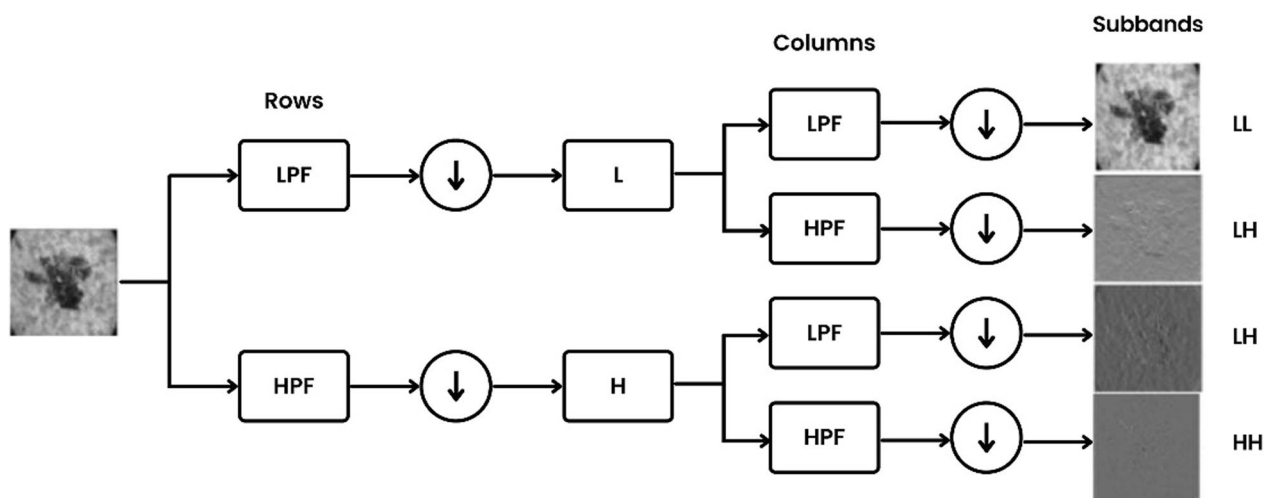 Subbands
Columns
Rows
LPF
LL
LPF
L
HPF
LH
LPF
LH
HPF
H
HPF
HH